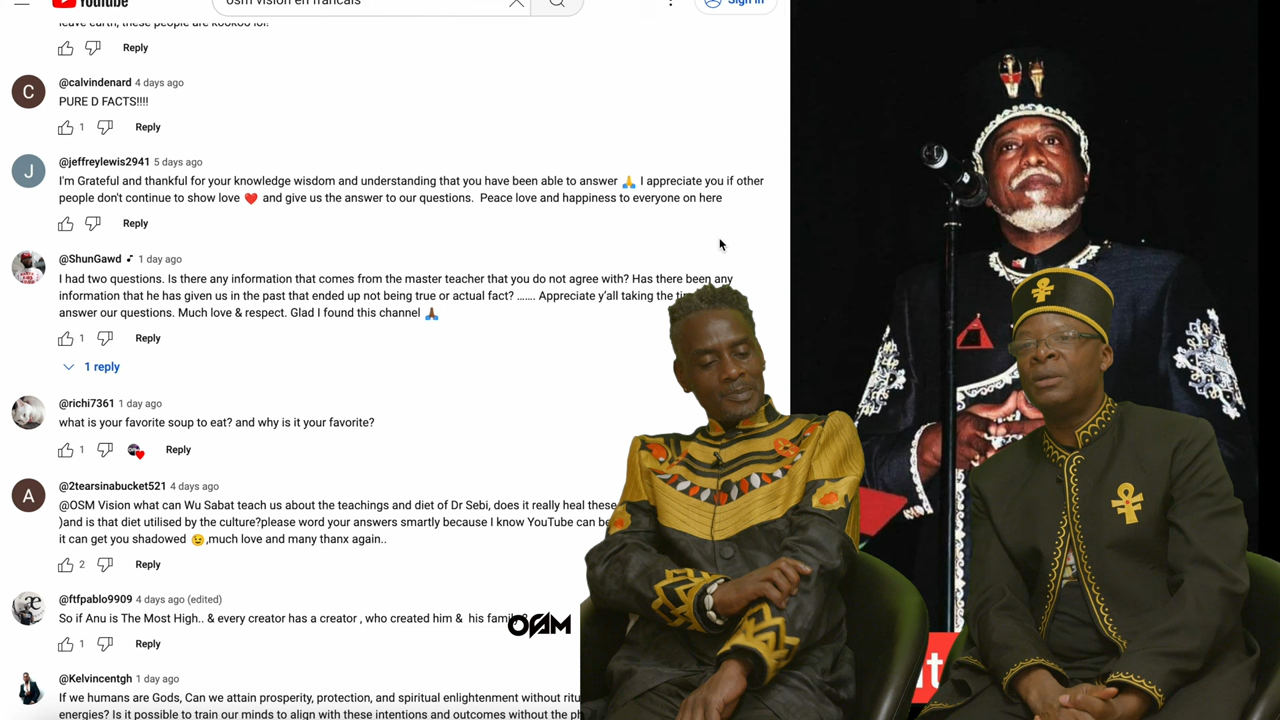 YouTube
osm vision en francais
Sign in
leave earth, these people are kookoo lol!
Reply
C
@calvindenard 4 days ago
PURE D FACTS!!!!
1
Reply
J
@jeffreylewis2941 5 days ago
I'm Grateful and thankful for your knowledge wisdom and understanding that you have been able to answer 🙏 I appreciate you if other
people don't continue to show love ❤️ and give us the answer to our questions. Peace love and happiness to everyone on here
Reply
@ShunGawd 1 day ago
I had two questions. Is there any information that comes from the master teacher that you do not agree with? Has there been any
information that he has given us in the past that ended up not being true or actual fact? ....... Appreciate y'all taking the
answer our questions. Much love & respect. Glad I found this channel 🙏🏾
1
Reply
1 reply
@richi7361 1 day ago
what is your favorite soup to eat? and why is it your favorite?
1
Reply
A
@2tearsinabucket521 4 days ago
@OSM Vision what can Wu Sabat teach us about the teachings and diet of Dr Sebi, does it really heal these
)and is that diet utilised by the culture?please word your answers smartly because I know YouTube can be
it can get you shadowed 😉,much love and many thanx again..
2
Reply
@ftfpablo9909 4 days ago (edited)
So if Anu is The Most High.. & every creator has a creator , who created him & his family?
OSM
1
Reply
@Kelvincentgh 1 day ago
If we humans are Gods, Can we attain prosperity, protection, and spiritual enlightenment without
energies? Is it possible to train our minds to align with these intentions and outcomes without the